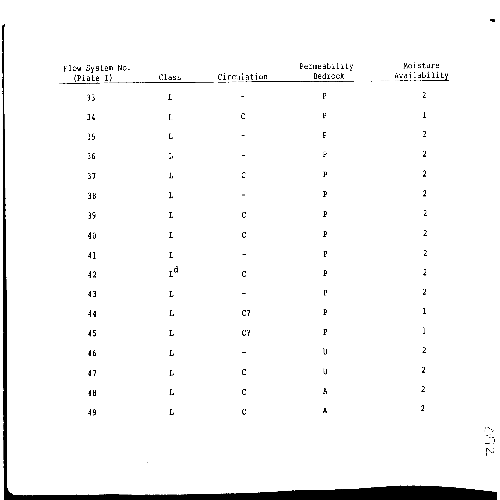 Permeability Moisture
Flow System No.
(Plate I) Class Circulation Bedrock Availability
33 L - P 2
34 L C P 1
35 L - P 2
36 L - P 2
37 L C P 2
38 L - P 2
39 L C P 2
40 L C P 2
41 L - P 2
42 Ld C P 2
43 L - P 2
44 L C? P 1
45 L C? P 1
46 L - U 2
47 L C U 2
48 L C A 2
49 L C A 2